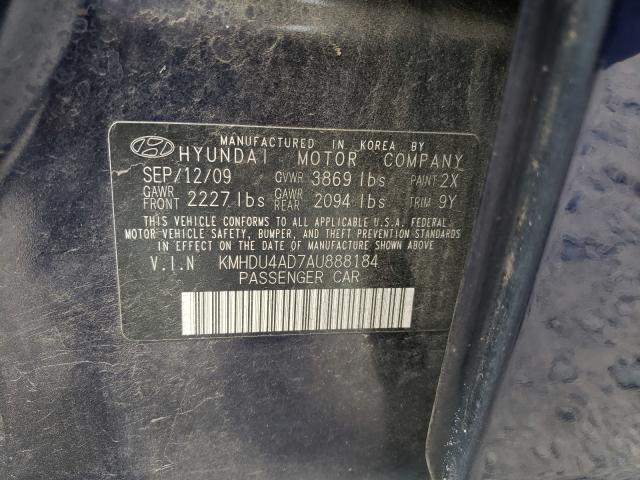 MANUFACTURED IN KOREA BY
HYUNDAI MOTOR COMPANY
SEP/12/09 GVWR 3869 lbs PAINT 2X
GAWR FRONT 2227 lbs GAWR REAR 2094 lbs TRIM 9Y
THIS VEHICLE CONFORMS TO ALL APPLICABLE U.S.A. FEDERAL
MOTOR VEHICLE SAFETY, BUMPER, AND THEFT PREVENTION STANDARDS
IN EFFECT ON THE DATE OF MANUFACTURE SHOWN ABOVE.
V.I.N KMHDU4AD7AU888184
PASSENGER CAR